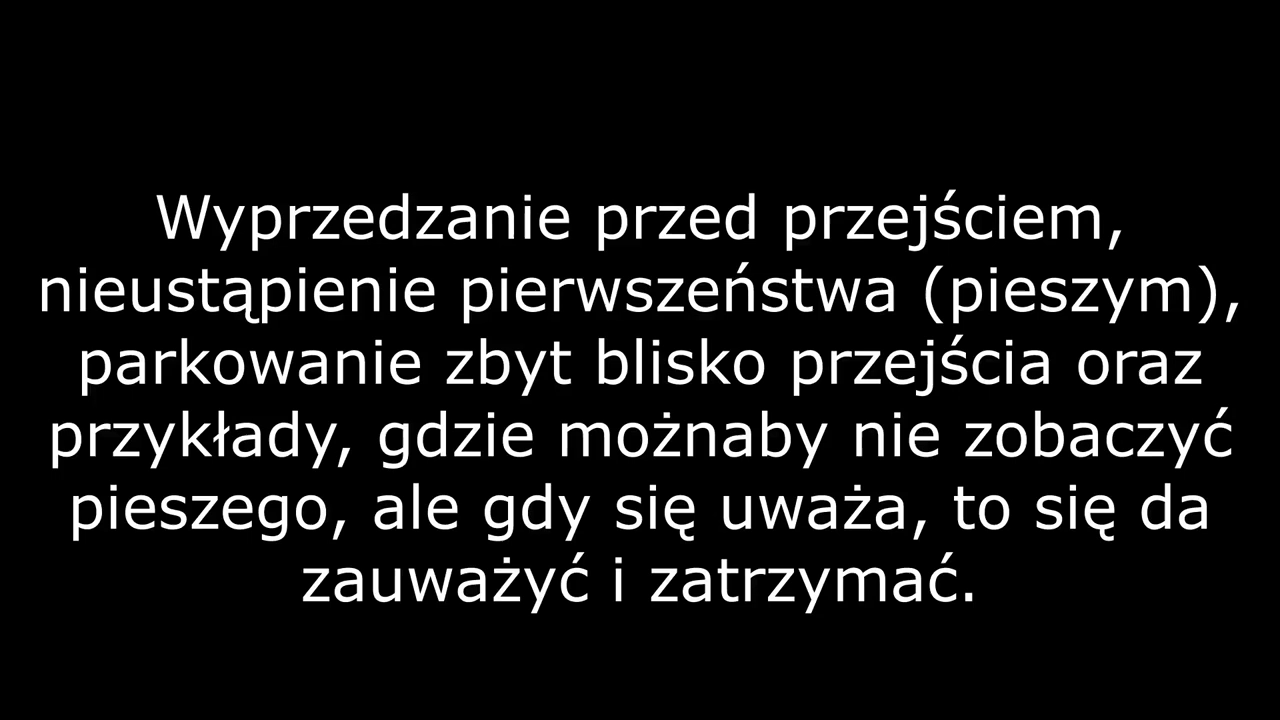 Wyprzedzanie przed przejściem,
nieustąpienie pierwszeństwa (pieszym),
parkowanie zbyt blisko przejścia oraz
przykłady, gdzie możnaby nie zobaczyć
pieszego, ale gdy się uważa, to się da
zauważyć i zatrzymać.